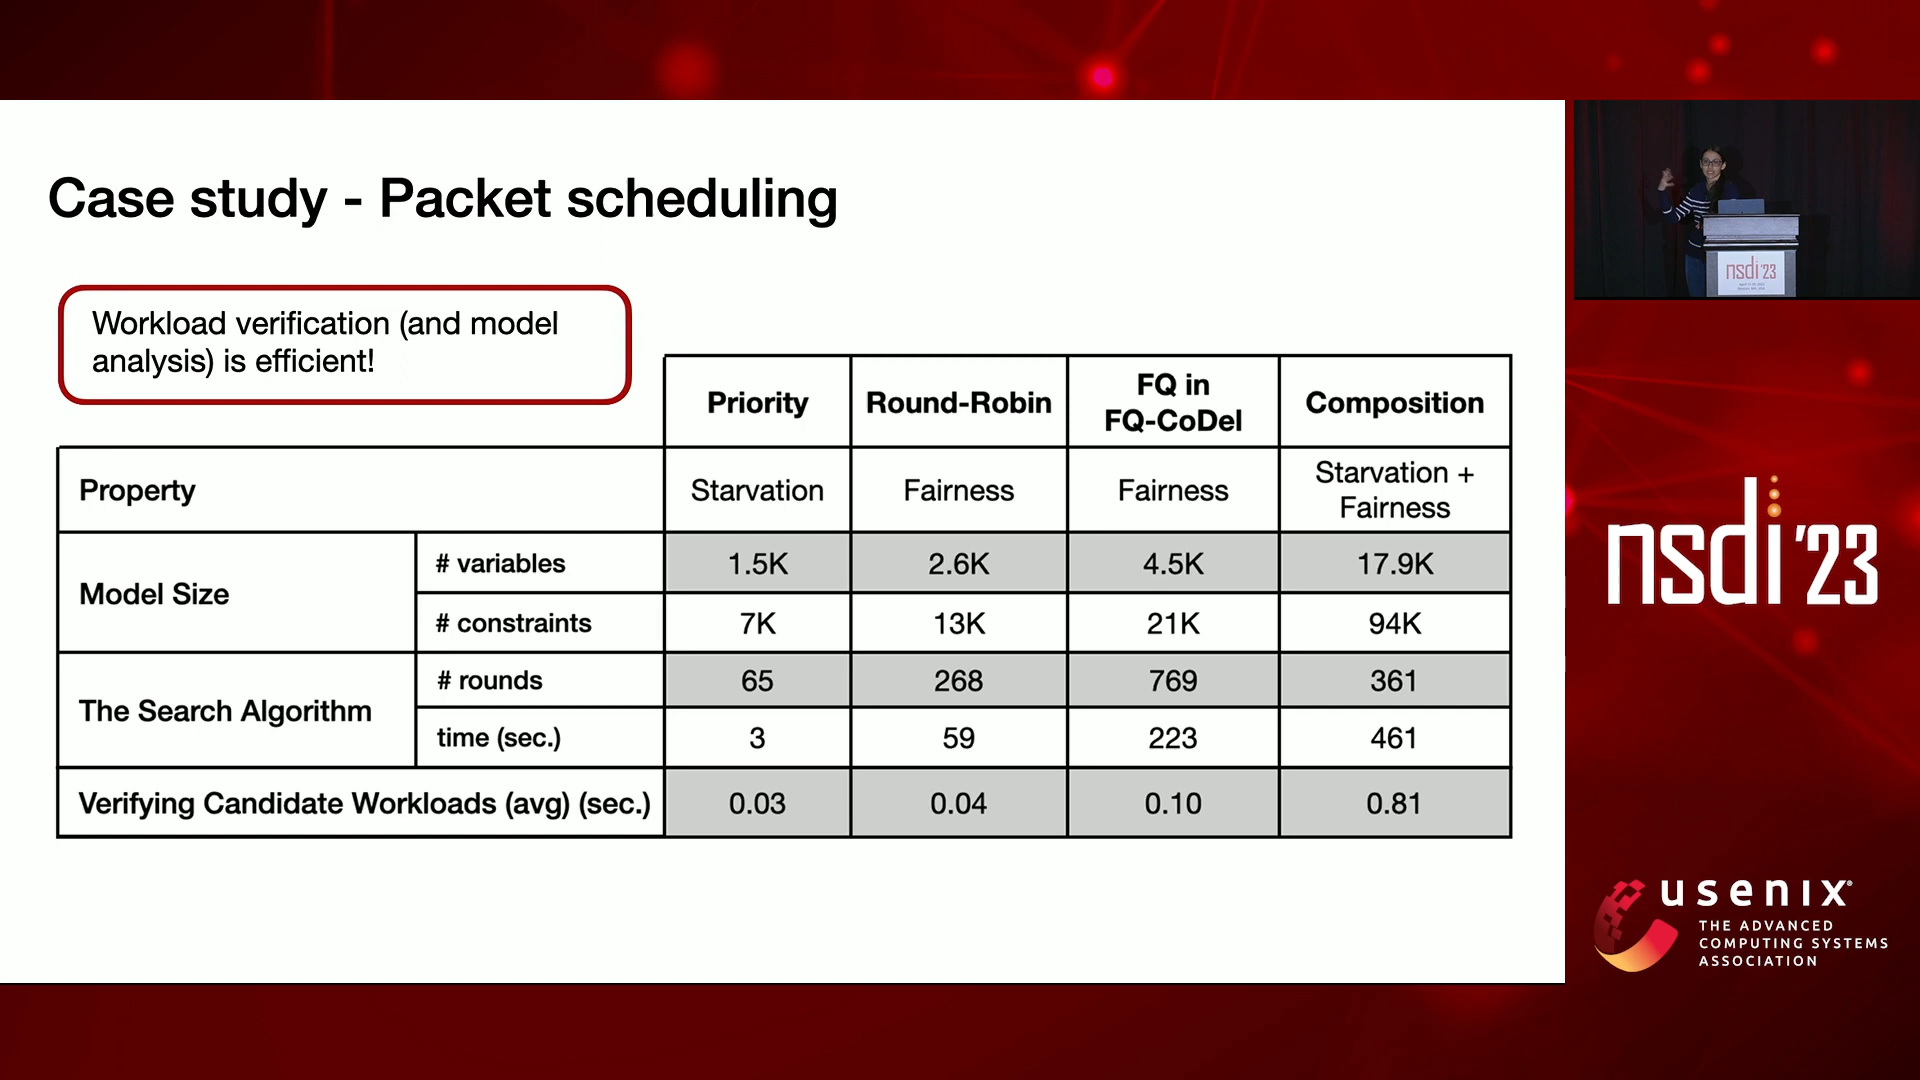 Case study - Packet scheduling
Workload verification (and model
analysis) is efficient!
Priority
Round-Robin
FQ in
FQ-CoDel
Composition
Property
Starvation
Fairness
Fairness
Starvation +
Fairness
Model Size
# variables
1.5K
2.6K
4.5K
17.9K
# constraints
7K
13K
21K
94K
The Search Algorithm
# rounds
65
268
769
361
time (sec.)
3
59
223
461
Verifying Candidate Workloads (avg) (sec.)
0.03
0.04
0.10
0.81
nsdi'23
nsdi'23
usenix®
THE ADVANCED
COMPUTING SYSTEMS
ASSOCIATION